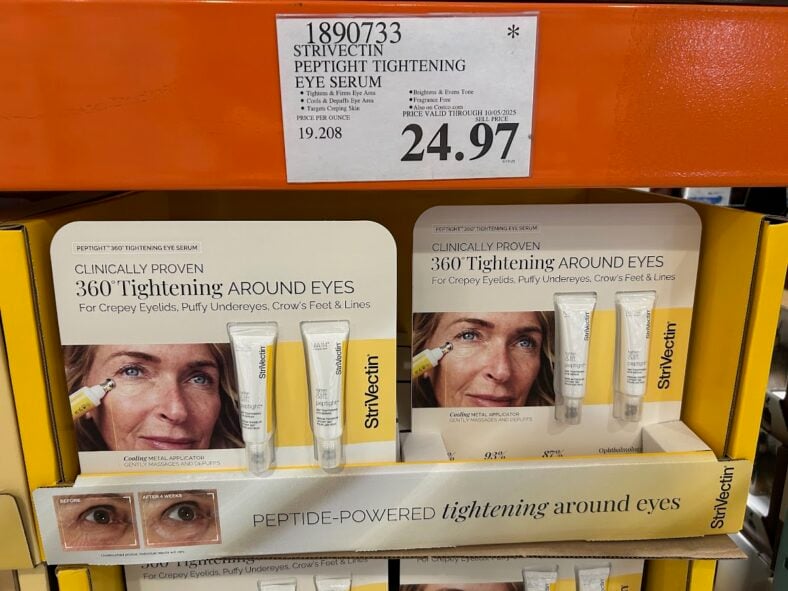 1890733 *
STRIVECTIN
PEPTIGHT TIGHTENING
EYE SERUM
• Tightens & Firms Eye Area
• Cools & Depuffs Eye Area
• Targets Creping Skin
• Brightens & Evens Tone
• Fragrance Free
• Also on Costco.com
PRICE PER OUNCE
19.208
PRICE VALID THROUGH 10/05/2025
SELL PRICE
24.97
PEPTIGHT™ 360° TIGHTENING EYE SERUM
CLINICALLY PROVEN
360° Tightening AROUND EYES
For Crepey Eyelids, Puffy Undereyes, Crow's Feet & Lines
StriVectin
peptight
StriVectin
Cooling METAL APPLICATOR
GENTLY MASSAGES AND DEPUFFS
PEPTIGHT™ 360° TIGHTENING EYE SERUM
CLINICALLY PROVEN
360° Tightening AROUND EYES
For Crepey Eyelids, Puffy Undereyes, Crow's Feet & Lines
StriVectin
peptight
StriVectin
Cooling METAL APPLICATOR
GENTLY MASSAGES AND DEPUFFS
93%
87%
BEFORE
AFTER 4 WEEKS
PEPTIDE-POWERED tightening around eyes
StriVectin
360° Tightening AROUND EYES
For Crepey Eyelids, Puffy Undereyes, Crow's Feet & Lines
For Crepey Eyelids, Puffy Undereyes, Crow's Feet & Lines